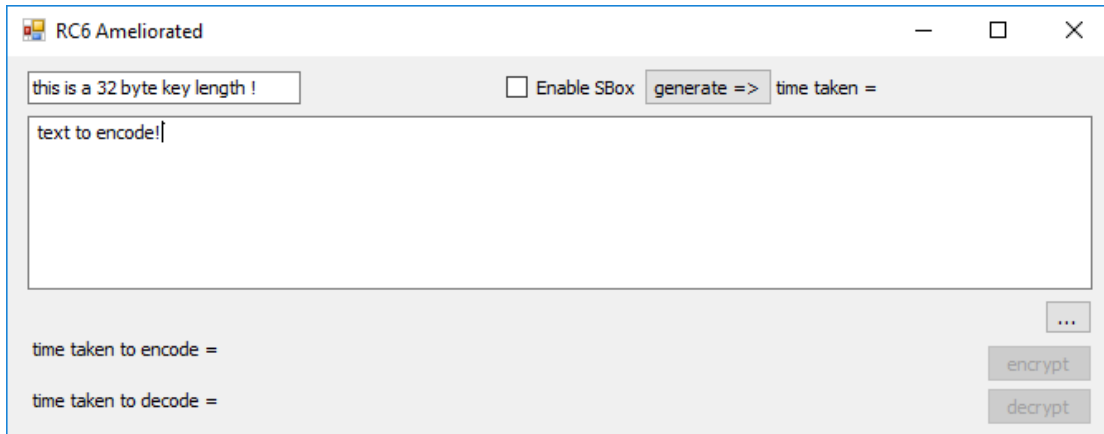 RC6 Ameliorated
this is a 32 byte key length ! Enable SBox generate => time taken =
text to encode!
...
time taken to encode =
encrypt
time taken to decode =
decrypt